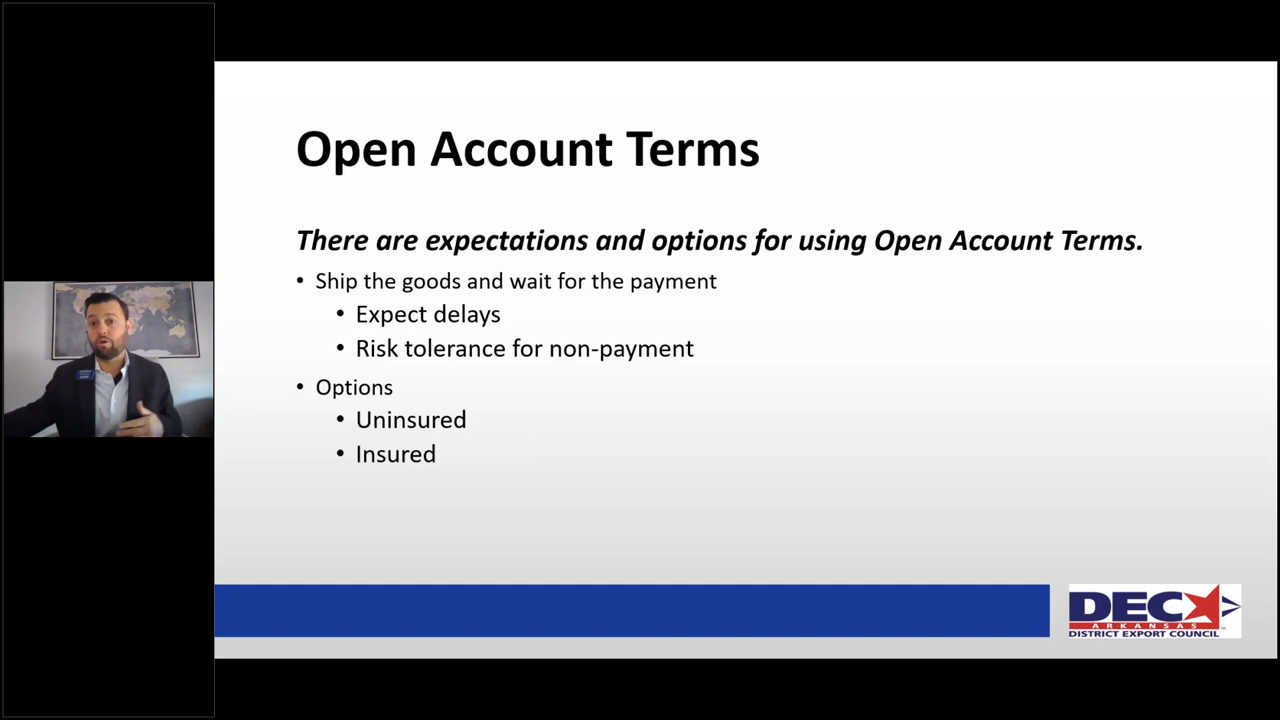 Open Account Terms
There are expectations and options for using Open Account Terms.
• Ship the goods and wait for the payment
• Expect delays
• Risk tolerance for non-payment
• Options
• Uninsured
• Insured
DEC
ARKANSAS
DISTRICT EXPORT COUNCIL